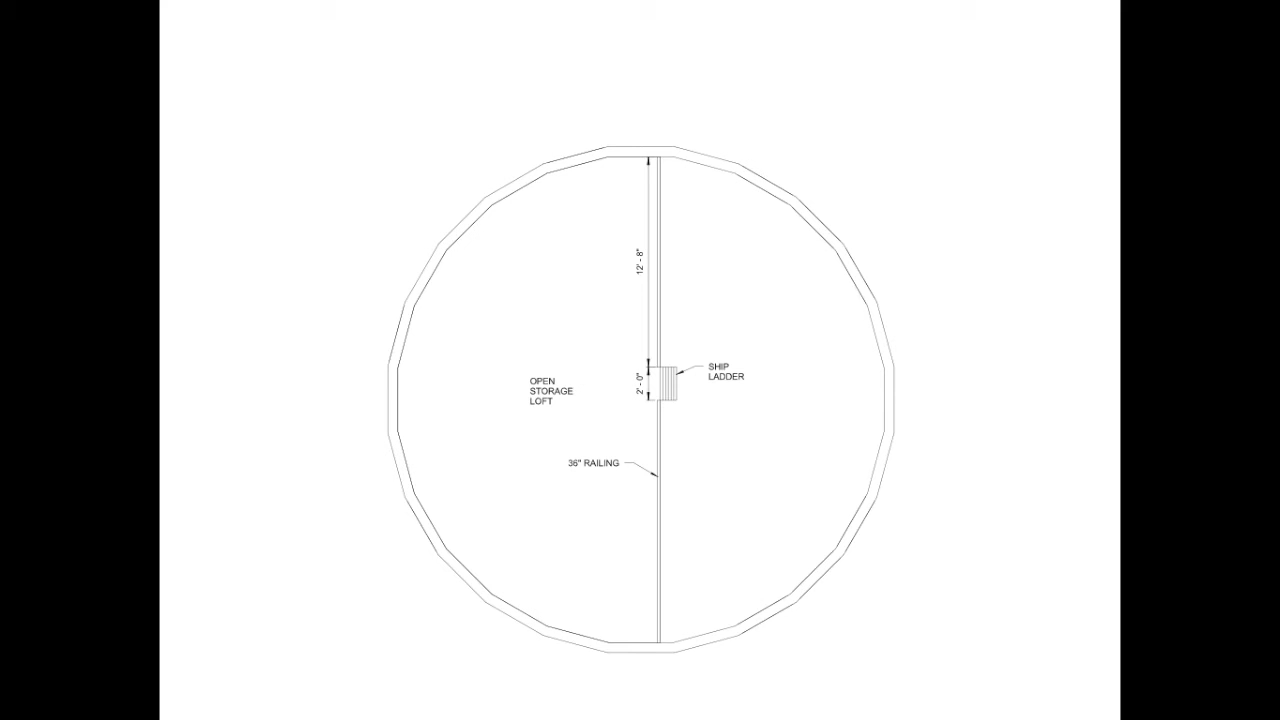 12' - 8"
SHIP
LADDER
2' - 0"
OPEN
STORAGE
LOFT
36" RAILING